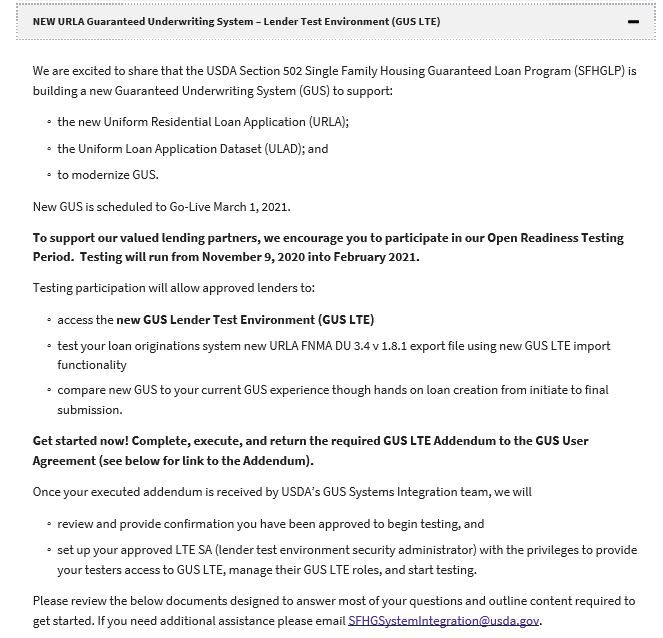 NEW URLA Guaranteed Underwriting System – Lender Test Environment (GUS LTE)
We are excited to share that the USDA Section 502 Single Family Housing Guaranteed Loan Program (SFHGLP) is
building a new Guaranteed Underwriting System (GUS) to support:
◦ the new Uniform Residential Loan Application (URLA);
◦ the Uniform Loan Application Dataset (ULAD); and
◦ to modernize GUS.
New GUS is scheduled to Go-Live March 1, 2021.
To support our valued lending partners, we encourage you to participate in our Open Readiness Testing
Period.  Testing will run from November 9, 2020 into February 2021.
Testing participation will allow approved lenders to:
◦ access the new GUS Lender Test Environment (GUS LTE)
◦ test your loan originations system new URLA FNMA DU 3.4 v 1.8.1 export file using new GUS LTE import
functionality
◦ compare new GUS to your current GUS experience though hands on loan creation from initiate to final
submission.
Get started now! Complete, execute, and return the required GUS LTE Addendum to the GUS User
Agreement (see below for link to the Addendum).
Once your executed addendum is received by USDA's GUS Systems Integration team, we will
◦ review and provide confirmation you have been approved to begin testing, and
◦ set up your approved LTE SA (lender test environment security administrator) with the privileges to provide
your testers access to GUS LTE, manage their GUS LTE roles, and start testing.
Please review the below documents designed to answer most of your questions and outline content required to
get started. If you need additional assistance please email SFHGSystemIntegration@usda.gov.